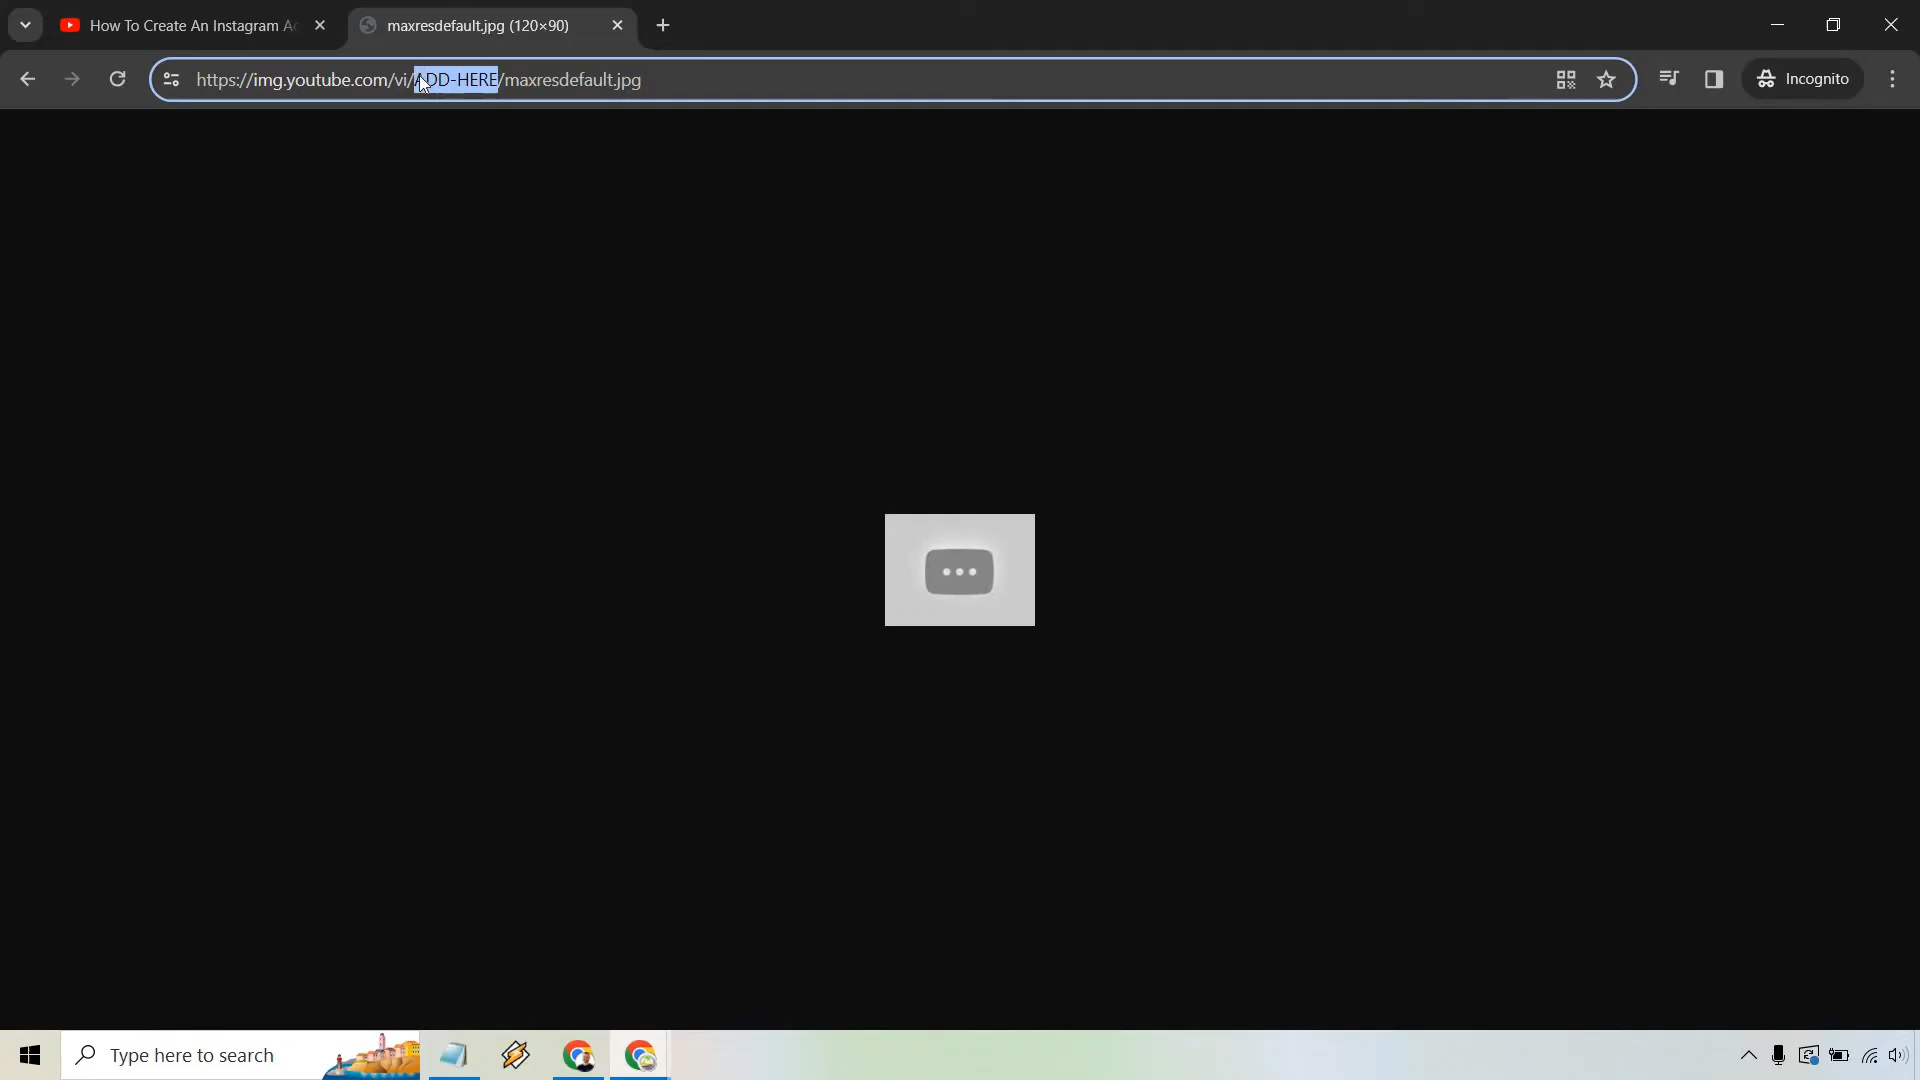 How To Create An Instagram Ac
maxresdefault.jpg (120×90)
https://img.youtube.com/vi/ADD-HERE/maxresdefault.jpg
Incognito
Type here to search